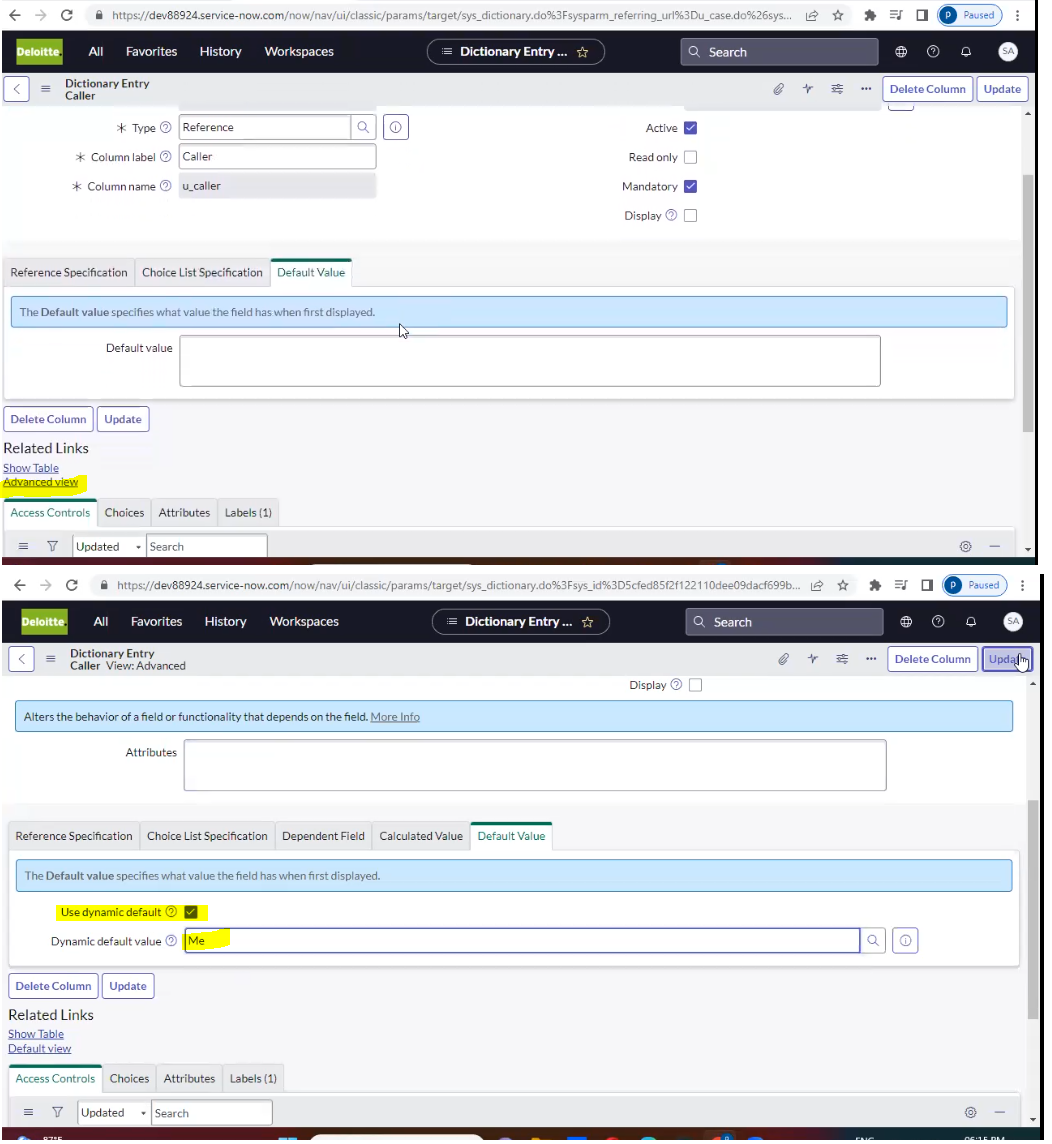 https://dev88924.service-now.com/now/nav/ui/classic/params/target/sys_dictionary.do%3Fsysparm_referring_url%3Du_case.do%26sys... P Paused
Deloitte. All Favorites History Workspaces Dictionary Entry ... Search SA
Dictionary Entry
Caller
Delete Column Update
* Type Reference Active
* Column label Caller Read only
* Column name u_caller Mandatory
Display
Reference Specification Choice List Specification Default Value
The Default value specifies what value the field has when first displayed.
Default value
Delete Column Update
Related Links
Show Table
Advanced view
Access Controls Choices Attributes Labels (1)
Updated Search
https://dev88924.service-now.com/now/nav/ui/classic/params/target/sys_dictionary.do%3Fsys_id%3D5cfed85f2f122110dee09dacf699b... P Paused
Deloitte. All Favorites History Workspaces Dictionary Entry ... Search SA
Dictionary Entry
Caller View: Advanced
Delete Column
Display
Alters the behavior of a field or functionality that depends on the field. More Info
Attributes
Reference Specification Choice List Specification Dependent Field Calculated Value Default Value
The Default value specifies what value the field has when first displayed.
Use dynamic default
Dynamic default value Me
Delete Column Update
Related Links
Show Table
Default view
Access Controls Choices Attributes Labels (1)
Updated Search